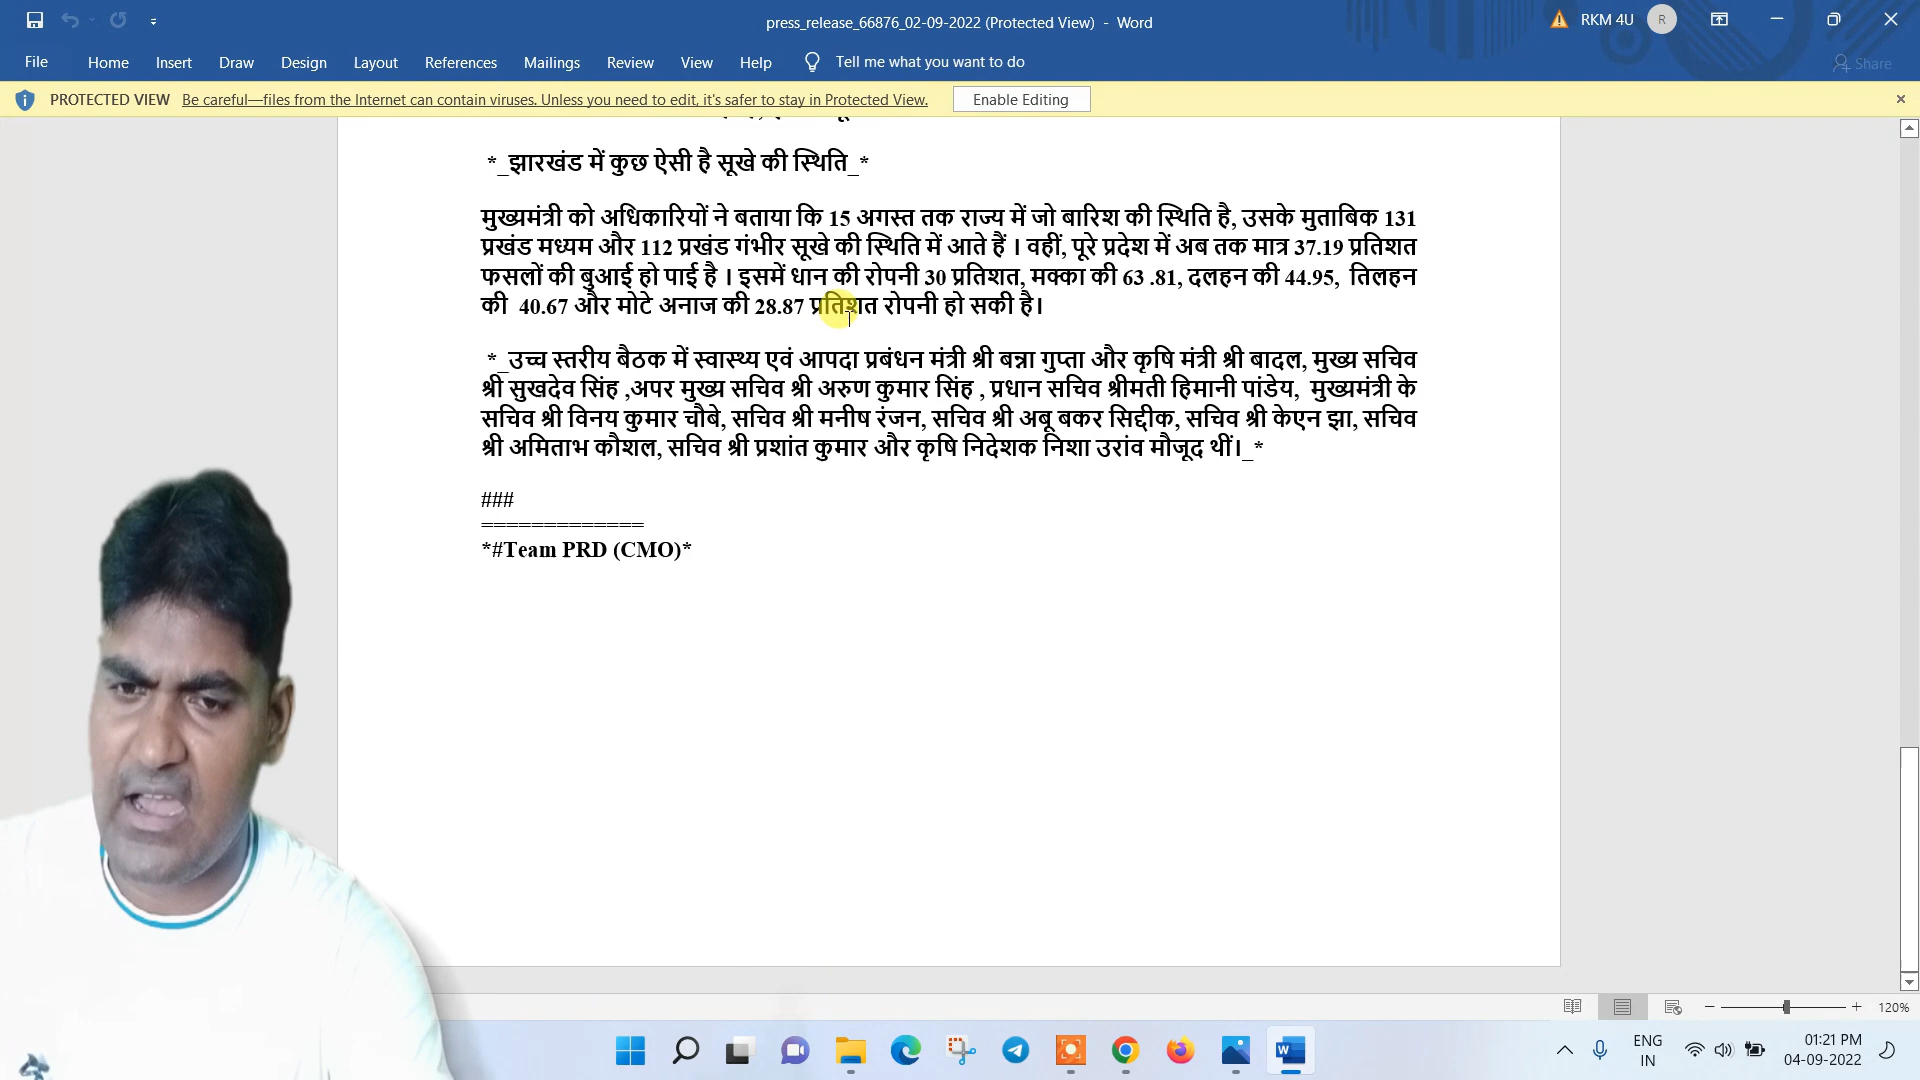 press_release_66876_02-09-2022 (Protected View) - Word
RKM 4U
R
File Home Insert Draw Design Layout References Mailings Review View Help Tell me what you want to do
Share
PROTECTED VIEW Be careful—files from the Internet can contain viruses. Unless you need to edit, it's safer to stay in Protected View. Enable Editing
*_झारखंड में कुछ ऐसी है सूखे की स्थिति_*
मुख्यमंत्री को अधिकारियों ने बताया कि 15 अगस्त तक राज्य में जो बारिश की स्थिति है, उसके मुताबिक 131
प्रखंड मध्यम और 112 प्रखंड गंभीर सूखे की स्थिति में आते हैं । वहीं, पूरे प्रदेश में अब तक मात्र 37.19 प्रतिशत
फसलों की बुआई हो पाई है । इसमें धान की रोपनी 30 प्रतिशत, मक्का की 63 .81, दलहन की 44.95, तिलहन
की 40.67 और मोटे अनाज की 28.87 प्रतिशत रोपनी हो सकी है।
*_उच्च स्तरीय बैठक में स्वास्थ्य एवं आपदा प्रबंधन मंत्री श्री बन्ना गुप्ता और कृषि मंत्री श्री बादल, मुख्य सचिव
श्री सुखदेव सिंह ,अपर मुख्य सचिव श्री अरुण कुमार सिंह , प्रधान सचिव श्रीमती हिमानी पांडेय, मुख्यमंत्री के
सचिव श्री विनय कुमार चौबे, सचिव श्री मनीष रंजन, सचिव श्री अबू बकर सिद्दीक, सचिव श्री केएन झा, सचिव
श्री अमिताभ कौशल, सचिव श्री प्रशांत कुमार और कृषि निदेशक निशा उरांव मौजूद थीं।_*
###
=============
*#Team PRD (CMO)*
120%
ENG
IN
01:21 PM
04-09-2022